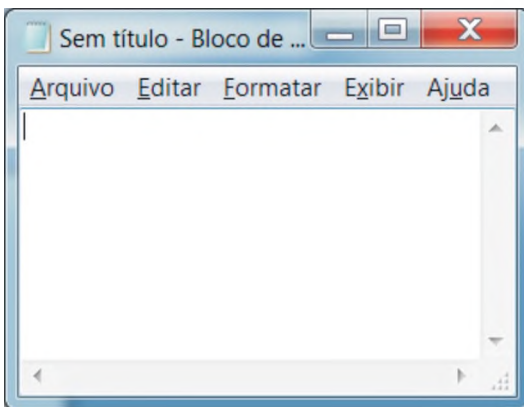 Sem título - Bloco de ...
Arquivo Editar Formatar Exibir Ajuda